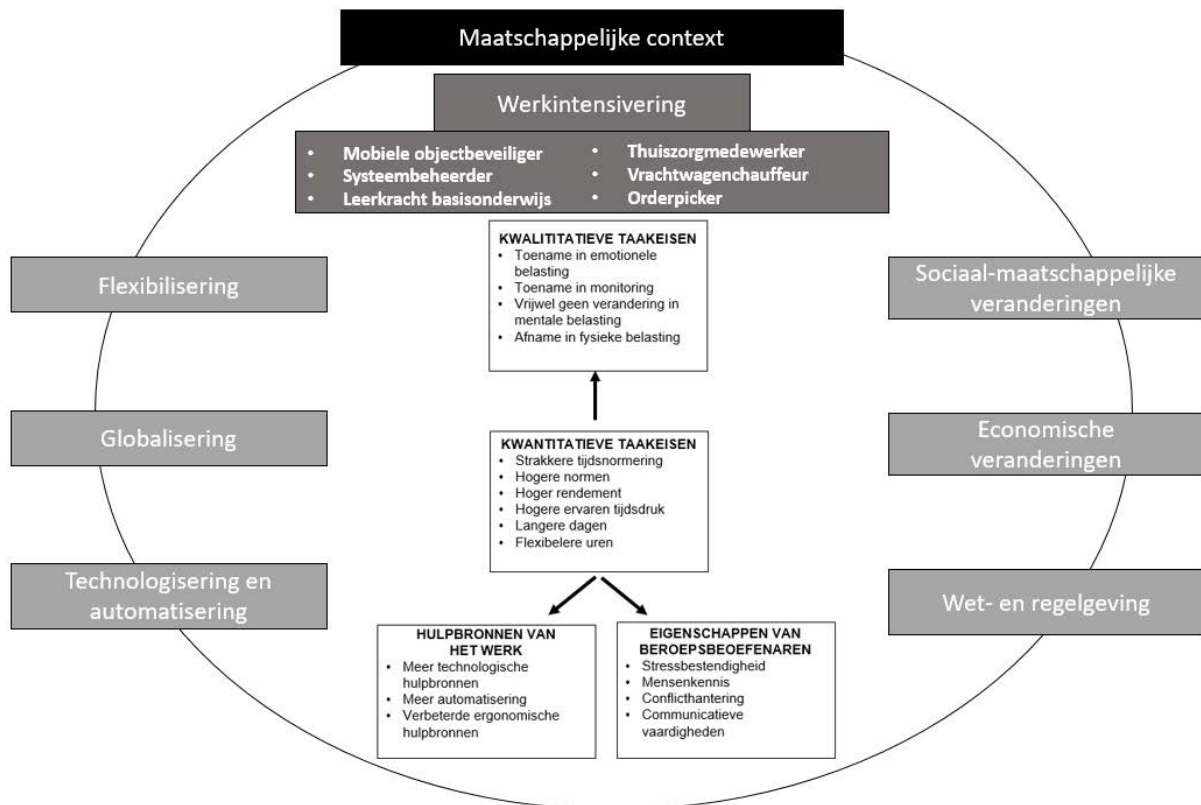 Maatschappelijke context
Werkintensivering
• Mobiele objectbeveiliger
• Systeembeheerder
• Leerkracht basisonderwijs
• Thuiszorgmedewerker
• Vrachtwagenchauffeur
• Orderpicker
Flexibilisering
Globalisering
Technologisering en
automatisering
KWALITITATIEVE TAAKEISEN
• Toename in emotionele
belasting
• Toename in monitoring
• Vrijwel geen verandering in
mentale belasting
• Afname in fysieke belasting
KWANTITATIEVE TAAKEISEN
• Strakkere tijdsnormering
• Hogere normen
• Hoger rendement
• Hogere ervaren tijdsdruk
• Langere dagen
• Flexibelere uren
HULPBRONNEN VAN
HET WERK
• Meer technologische
hulpbronnen
• Meer automatisering
• Verbeterde ergonomische
hulpbronnen
EIGENSCHAPPEN VAN
BEROEPSBEOEFENAREN
• Stressbestendigheid
• Mensenkennis
• Conflicthantering
• Communicatieve
vaardigheden
Sociaal-maatschappelijke
veranderingen
Economische
veranderingen
Wet- en regelgeving